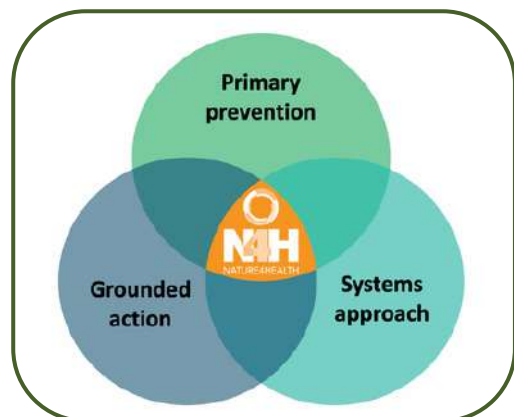 Primary
prevention
N4H
NATURE4HEALTH
Grounded
action
Systems
approach